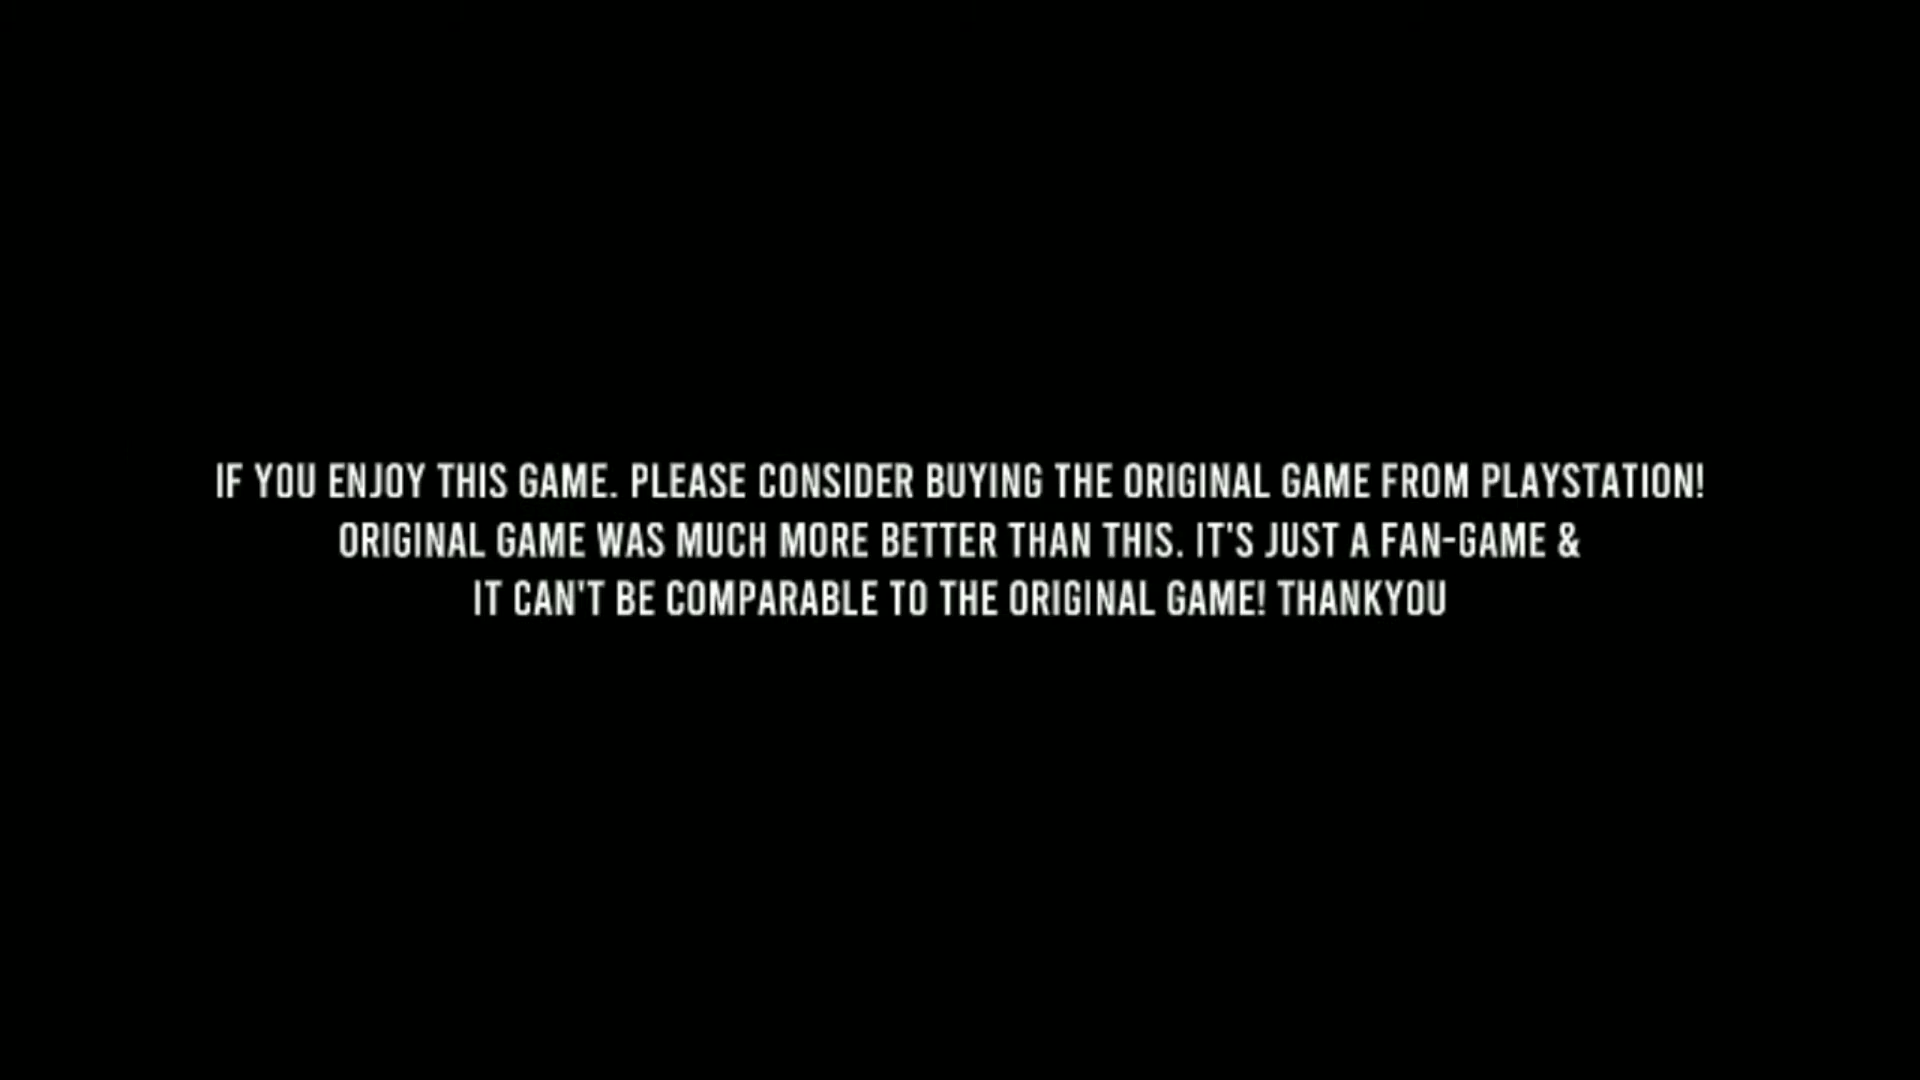 IF YOU ENJOY THIS GAME. PLEASE CONSIDER BUYING THE ORIGINAL GAME FROM PLAYSTATION!
ORIGINAL GAME WAS MUCH MORE BETTER THAN THIS. IT'S JUST A FAN-GAME &
IT CAN'T BE COMPARABLE TO THE ORIGINAL GAME! THANKYOU